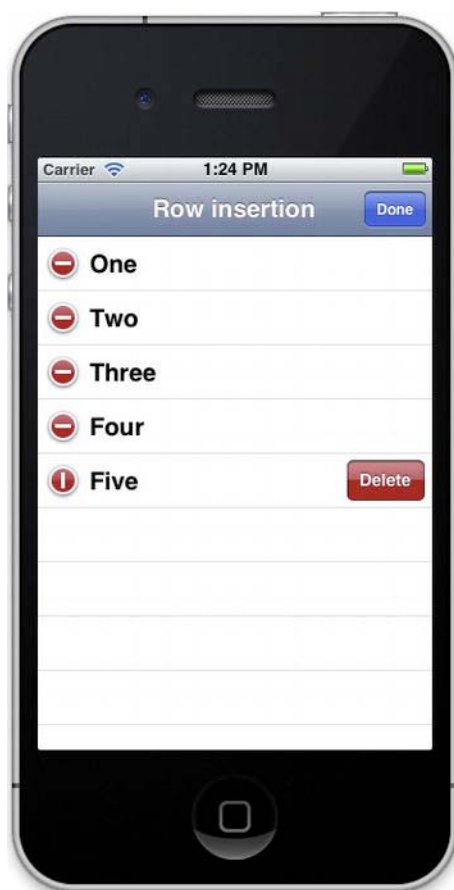 Carrier 1:24 PM
Row insertion Done
One
Two
Three
Four
Five Delete